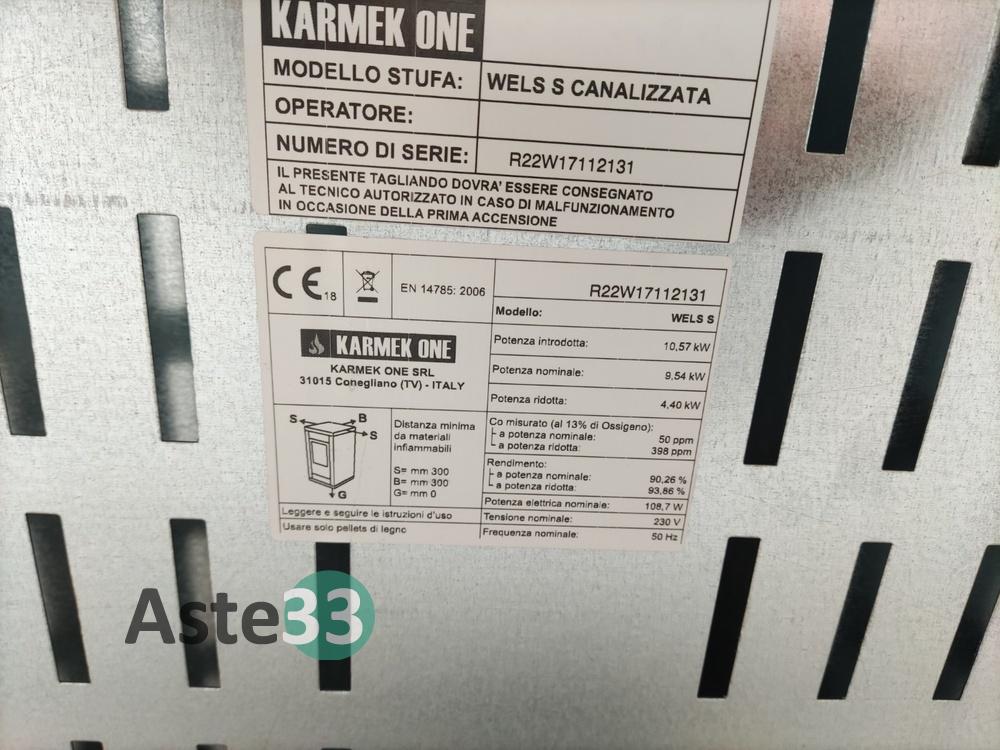 KARMEK ONE
MODELLO STUFA: WELS S CANALIZZATA
OPERATORE:
NUMERO DI SERIE: R22W17112131
IL PRESENTE TAGLIANDO DOVRA' ESSERE CONSEGNATO
AL TECNICO AUTORIZZATO IN CASO DI MALFUNZIONAMENTO
IN OCCASIONE DELLA PRIMA ACCENSIONE
CE 18
EN 14785: 2006
R22W17112131
Modello: WELS S
KARMEK ONE
KARMEK ONE SRL
31015 Conegliano (TV) - ITALY
Potenza introdotta: 10,57 kW
Potenza nominale: 9,54 kW
Potenza ridotta: 4,40 kW
S B
S
G
Distanza minima
da materiali
infiammabili
S= mm 300
B= mm 300
G= mm 0
Co misurato (al 13% di Ossigeno):
a potenza nominale: 50 ppm
a potenza ridotta: 398 ppm
Rendimento:
a potenza nominale: 90,26 %
a potenza ridotta: 93,86 %
Potenza elettrica nominale: 108,7 W
Leggere e seguire le istruzioni d'uso
Tensione nominale: 230 V
Usare solo pellets di legno
Frequenza nominale: 50 Hz
Aste33